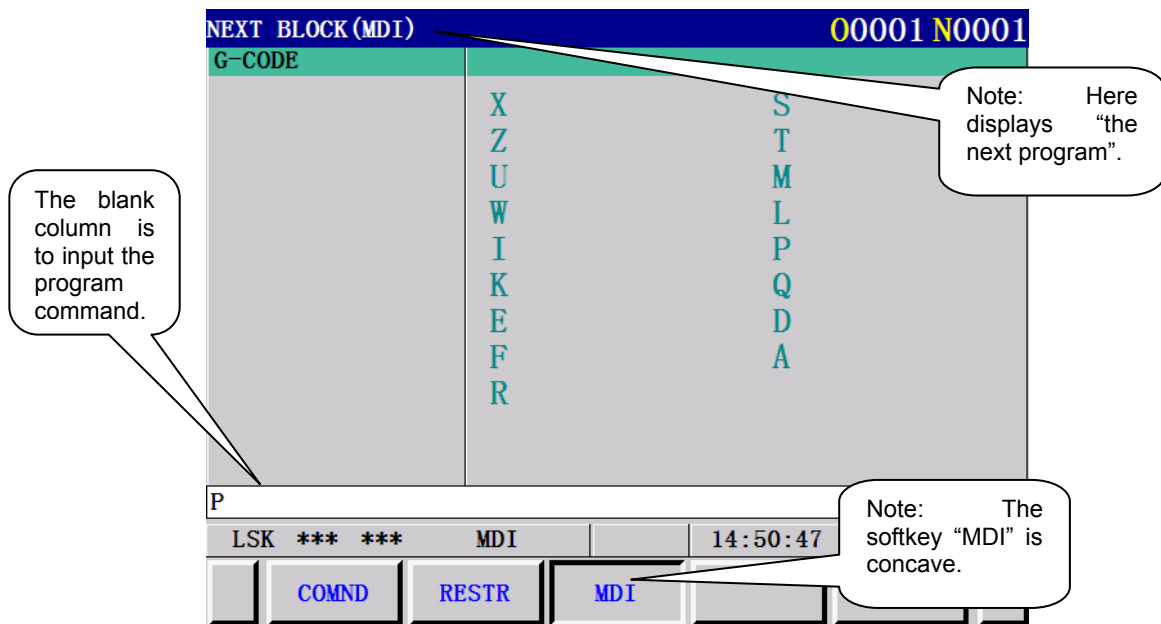 NEXT BLOCK(MDI) O0001 N0001
G-CODE
X S
Z T
U M
W L
I P
K Q
E D
F A
R
P
LSK *** *** MDI 14:50:47
COMND RESTR MDI
Note: Here
displays "the
next program".
The blank
column is
to input the
program
command.
Note: The
softkey "MDI" is
concave.